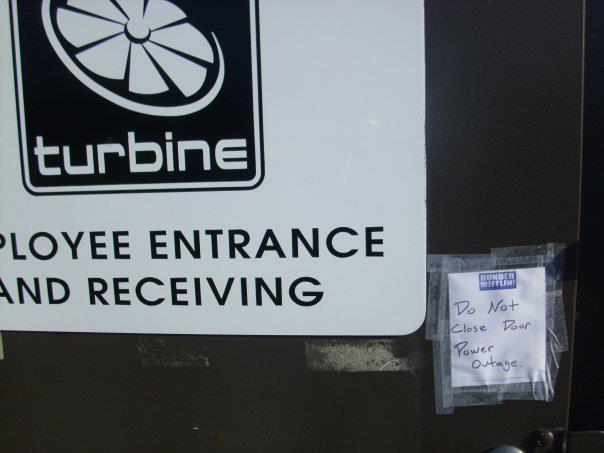 turbine
PLOYEE ENTRANCE
AND RECEIVING
DUNDER
MIFFLIN
Do Not
Close Door.
Power
Outage.